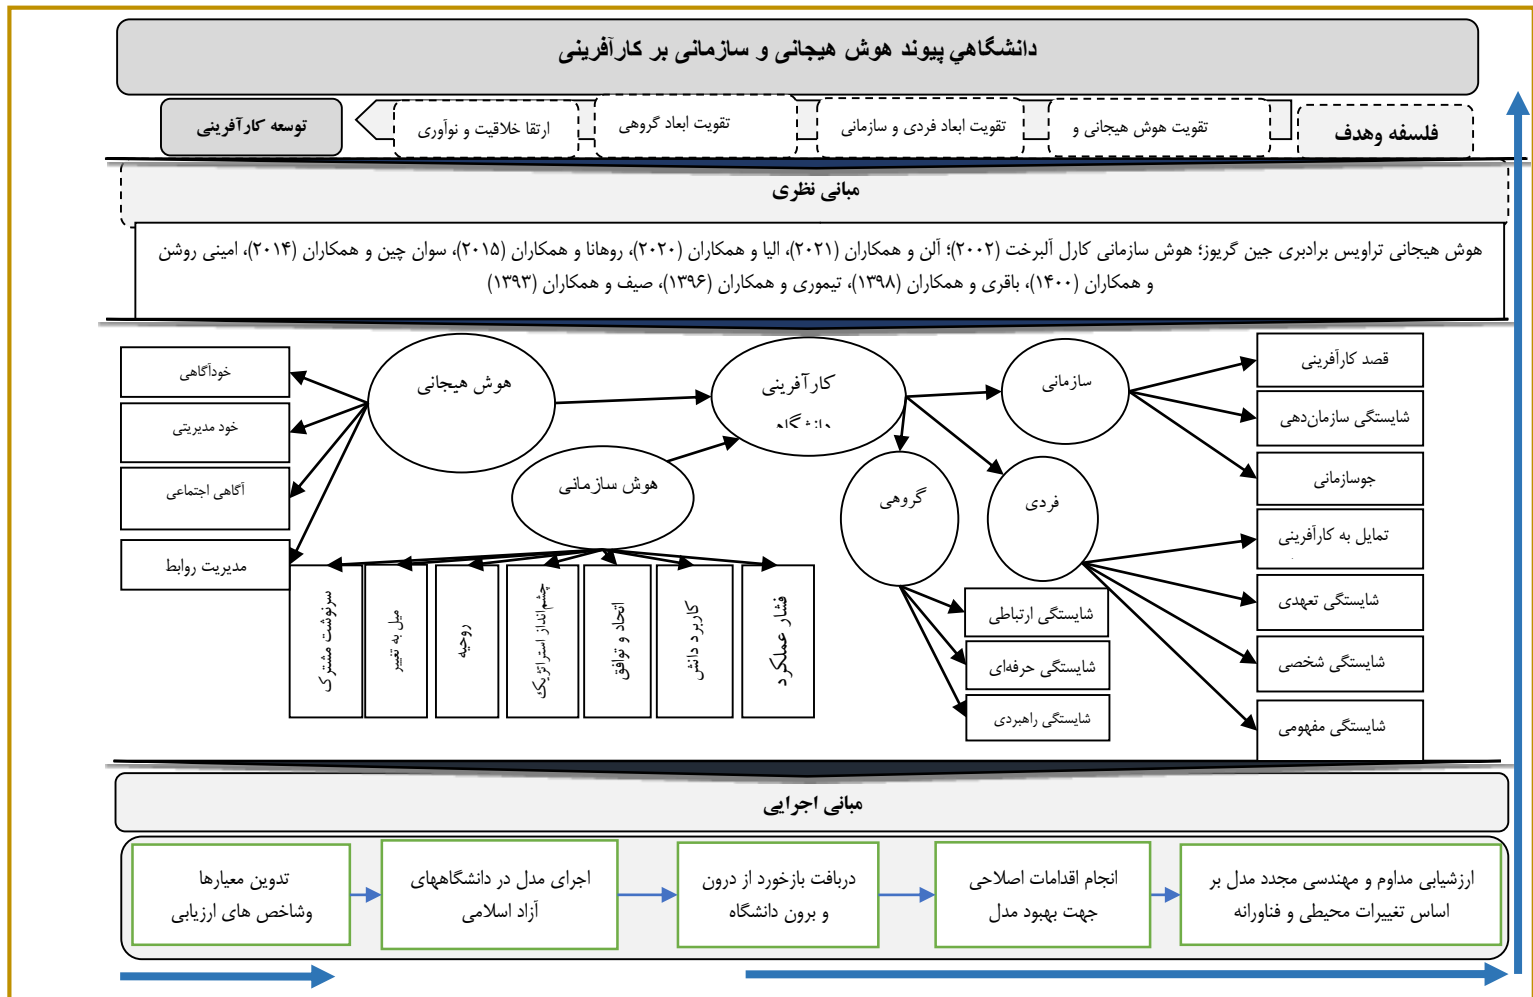 دانشگاهي پیوند هوش هیجانی و سازمانی بر کارآفرینی
فلسفه وهدف
تقویت هوش هیجانی و
تقویت ابعاد فردی و سازمانی
تقویت ابعاد گروهی
ارتقا خلاقیت و نوآوری
توسعه کارآفرینی
مبانی نظری
هوش هیجانی تراویس برادبری جین گریوز؛ هوش سازمانی کارل آلبرخت (۲۰۰۲)؛ آلن و همکاران (۲۰۲۱)، الیا و همکاران (۲۰۲۰)، روهانا و همکاران (۲۰۱۵)، سوان چین و همکاران (۲۰۱۴)، امینی روشن
و همکاران (۱۴۰۰)، باقری و همکاران (۱۳۹۸)، تیموری و همکاران (۱۳۹۶)، صیف و همکاران (۱۳۹۳)
قصد کارآفرینی
شایستگی سازمان‌دهی
جوسازمانی
تمایل به کارآفرینی
شایستگی تعهدی
شایستگی شخصی
شایستگی مفهومی
سازمانی
فردی
گروهی
شایستگی ارتباطی
شایستگی حرفه‌ای
شایستگی راهبردی
کارآفرینی
هوش هیجانی
هوش سازمانی
خودآگاهی
خود مدیریتی
آگاهی اجتماعی
مدیریت روابط
فشار عملکرد
کاربرد دانش
اتحاد و توافق
چشم‌انداز استراتژیک
روحیه
میل به تغییر
سرنوشت مشترک
مبانی اجرایی
تدوین معیارها
وشاخص های ارزیابی
اجرای مدل در دانشگاههای
آزاد اسلامی
دربافت بازخورد از درون
و برون دانشگاه
انجام اقدامات اصلاحی
جهت بهبود مدل
ارزشیابی مداوم و مهندسی مجدد مدل بر
اساس تغییرات محیطی و فناورانه